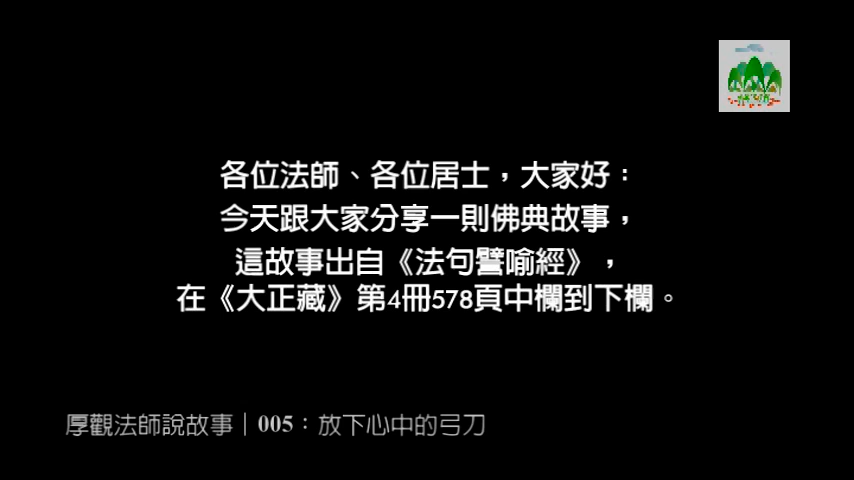 各位法師、各位居士，大家好：
今天跟大家分享一則佛典故事，
這故事出自《法句譬喻經》，
在《大正藏》第4冊578頁中欄到下欄。
厚觀法師說故事｜005：放下心中的弓刀